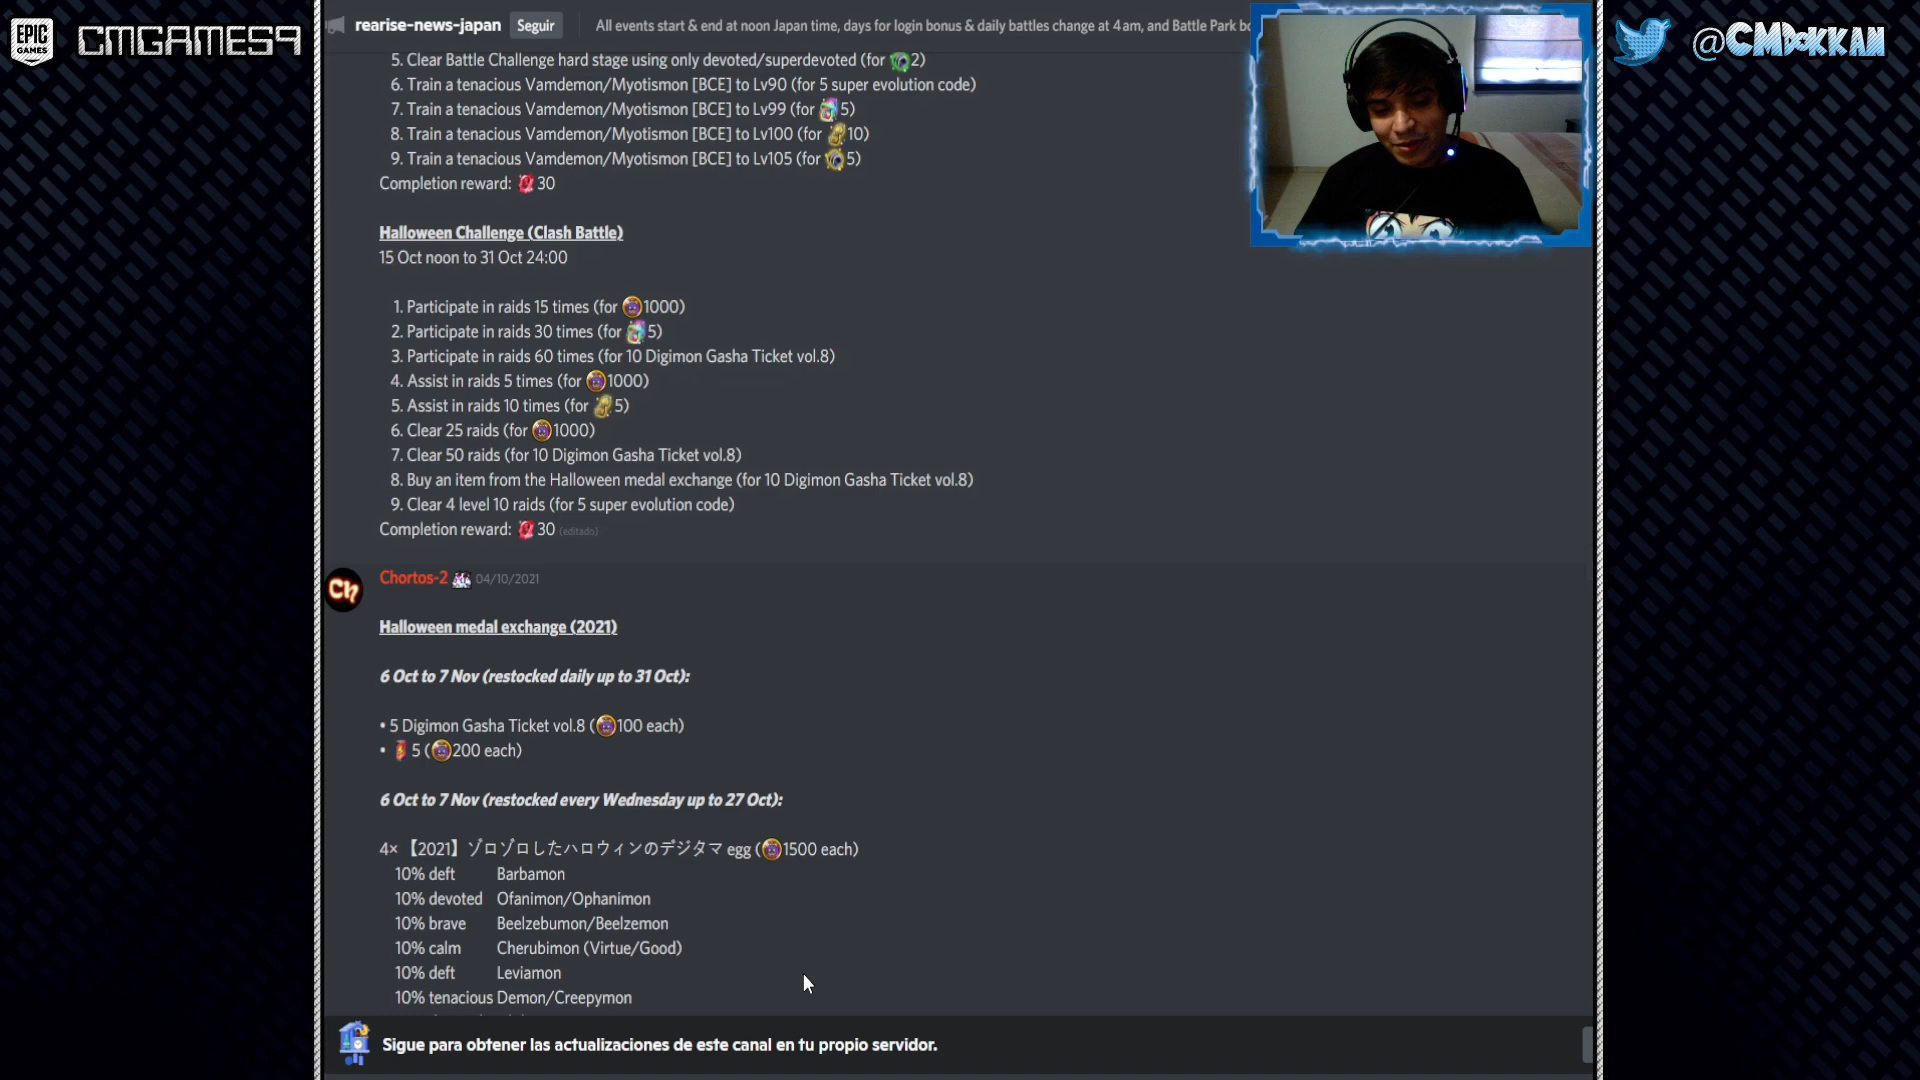 EPIC
GAMES
CMGAMES9
rearise-news-japan
Seguir
All events start & end at noon Japan time, days for login bonus & daily battles change at 4am, and Battle Park
@CMDOKKAN
5. Clear Battle Challenge hard stage using only devoted/superdevoted (for 2)
6. Train a tenacious Vamdemon/Myotismon [BCE] to Lv90 (for 5 super evolution code)
7. Train a tenacious Vamdemon/Myotismon [BCE] to Lv99 (for 5)
8. Train a tenacious Vamdemon/Myotismon [BCE] to Lv100 (for 10)
9. Train a tenacious Vamdemon/Myotismon [BCE] to Lv105 (for 5)
Completion reward: 30
Halloween Challenge (Clash Battle)
15 Oct noon to 31 Oct 24:00
1. Participate in raids 15 times (for 1000)
2. Participate in raids 30 times (for 5)
3. Participate in raids 60 times (for 10 Digimon Gasha Ticket vol.8)
4. Assist in raids 5 times (for 1000)
5. Assist in raids 10 times (for 5)
6. Clear 25 raids (for 1000)
7. Clear 50 raids (for 10 Digimon Gasha Ticket vol.8)
8. Buy an item from the Halloween medal exchange (for 10 Digimon Gasha Ticket vol.8)
9. Clear 4 level 10 raids (for 5 super evolution code)
Completion reward: 30 (editado)
Ch
Chortos-2 04/10/2021
Halloween medal exchange (2021)
6 Oct to 7 Nov (restocked daily up to 31 Oct):
• 5 Digimon Gasha Ticket vol.8 (100 each)
• 5 (200 each)
6 Oct to 7 Nov (restocked every Wednesday up to 27 Oct):
4× 【2021】ゾロゾロしたハロウィンのデジタマ egg (1500 each)
10% deft Barbamon
10% devoted Ofanimon/Ophanimon
10% brave Beelzebumon/Beelzemon
10% calm Cherubimon (Virtue/Good)
10% deft Leviamon
10% tenacious Demon/Creepymon
Sigue para obtener las actualizaciones de este canal en tu propio servidor.